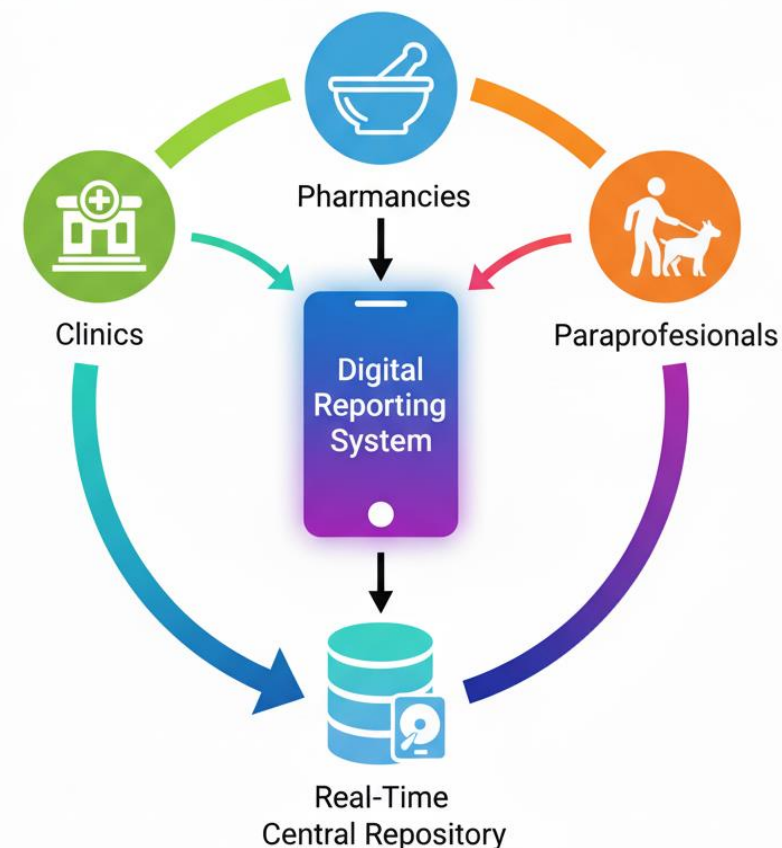 Pharmancies
Clinics
Paraprofesionals
Digital
Reporting
System
Real-Time
Central Repository